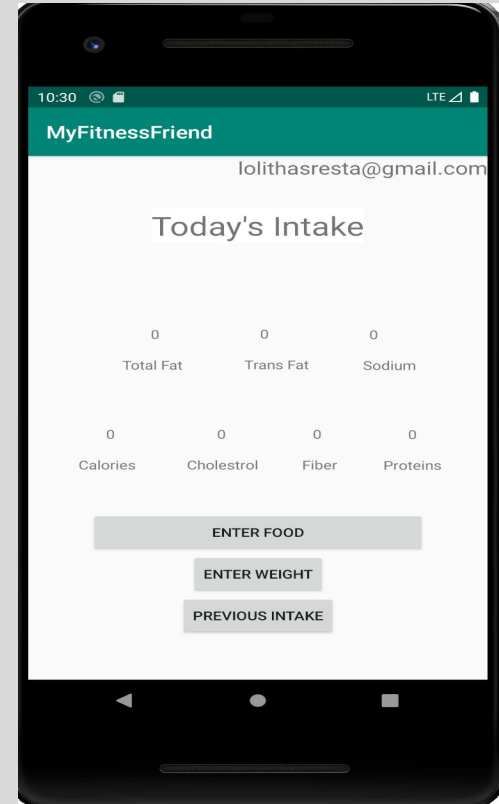 10:30 LTE
MyFitnessFriend
lolithasresta@gmail.com
Today's Intake
0 0 0
Total Fat Trans Fat Sodium
0 0 0 0
Calories Cholestrol Fiber Proteins
ENTER FOOD
ENTER WEIGHT
PREVIOUS INTAKE